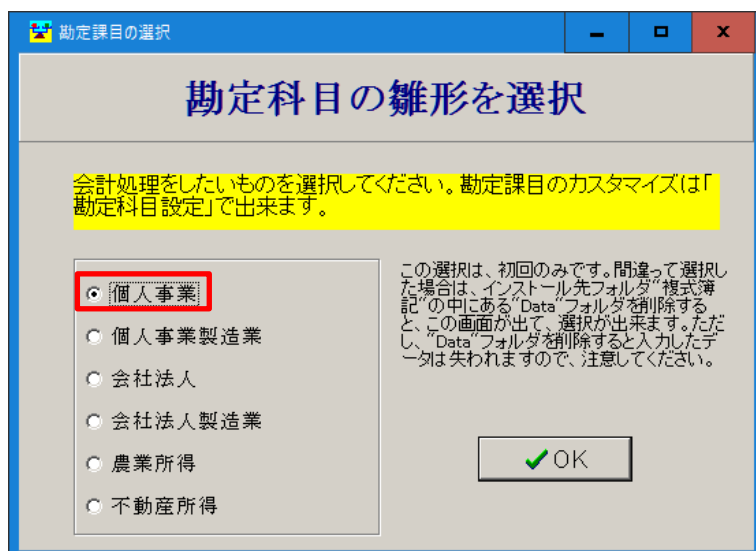 勘定課目の選択
勘定科目の雛形を選択
会計処理をしたいものを選択してください。勘定課目のカスタマイズは「
勘定科目設定」で出来ます。
個人事業
個人事業製造業
会社法人
会社法人製造業
農業所得
不動産所得
この選択は、初回のみです。間違って選択し
た場合は、インストール先フォルダ"複式簿
記"の中にある"Data"フォルダを削除する
と、この画面が出て、選択が出来ます。ただ
し、"Data"フォルダを削除すると入力したデ
ータは失われますので、注意してください。
OK